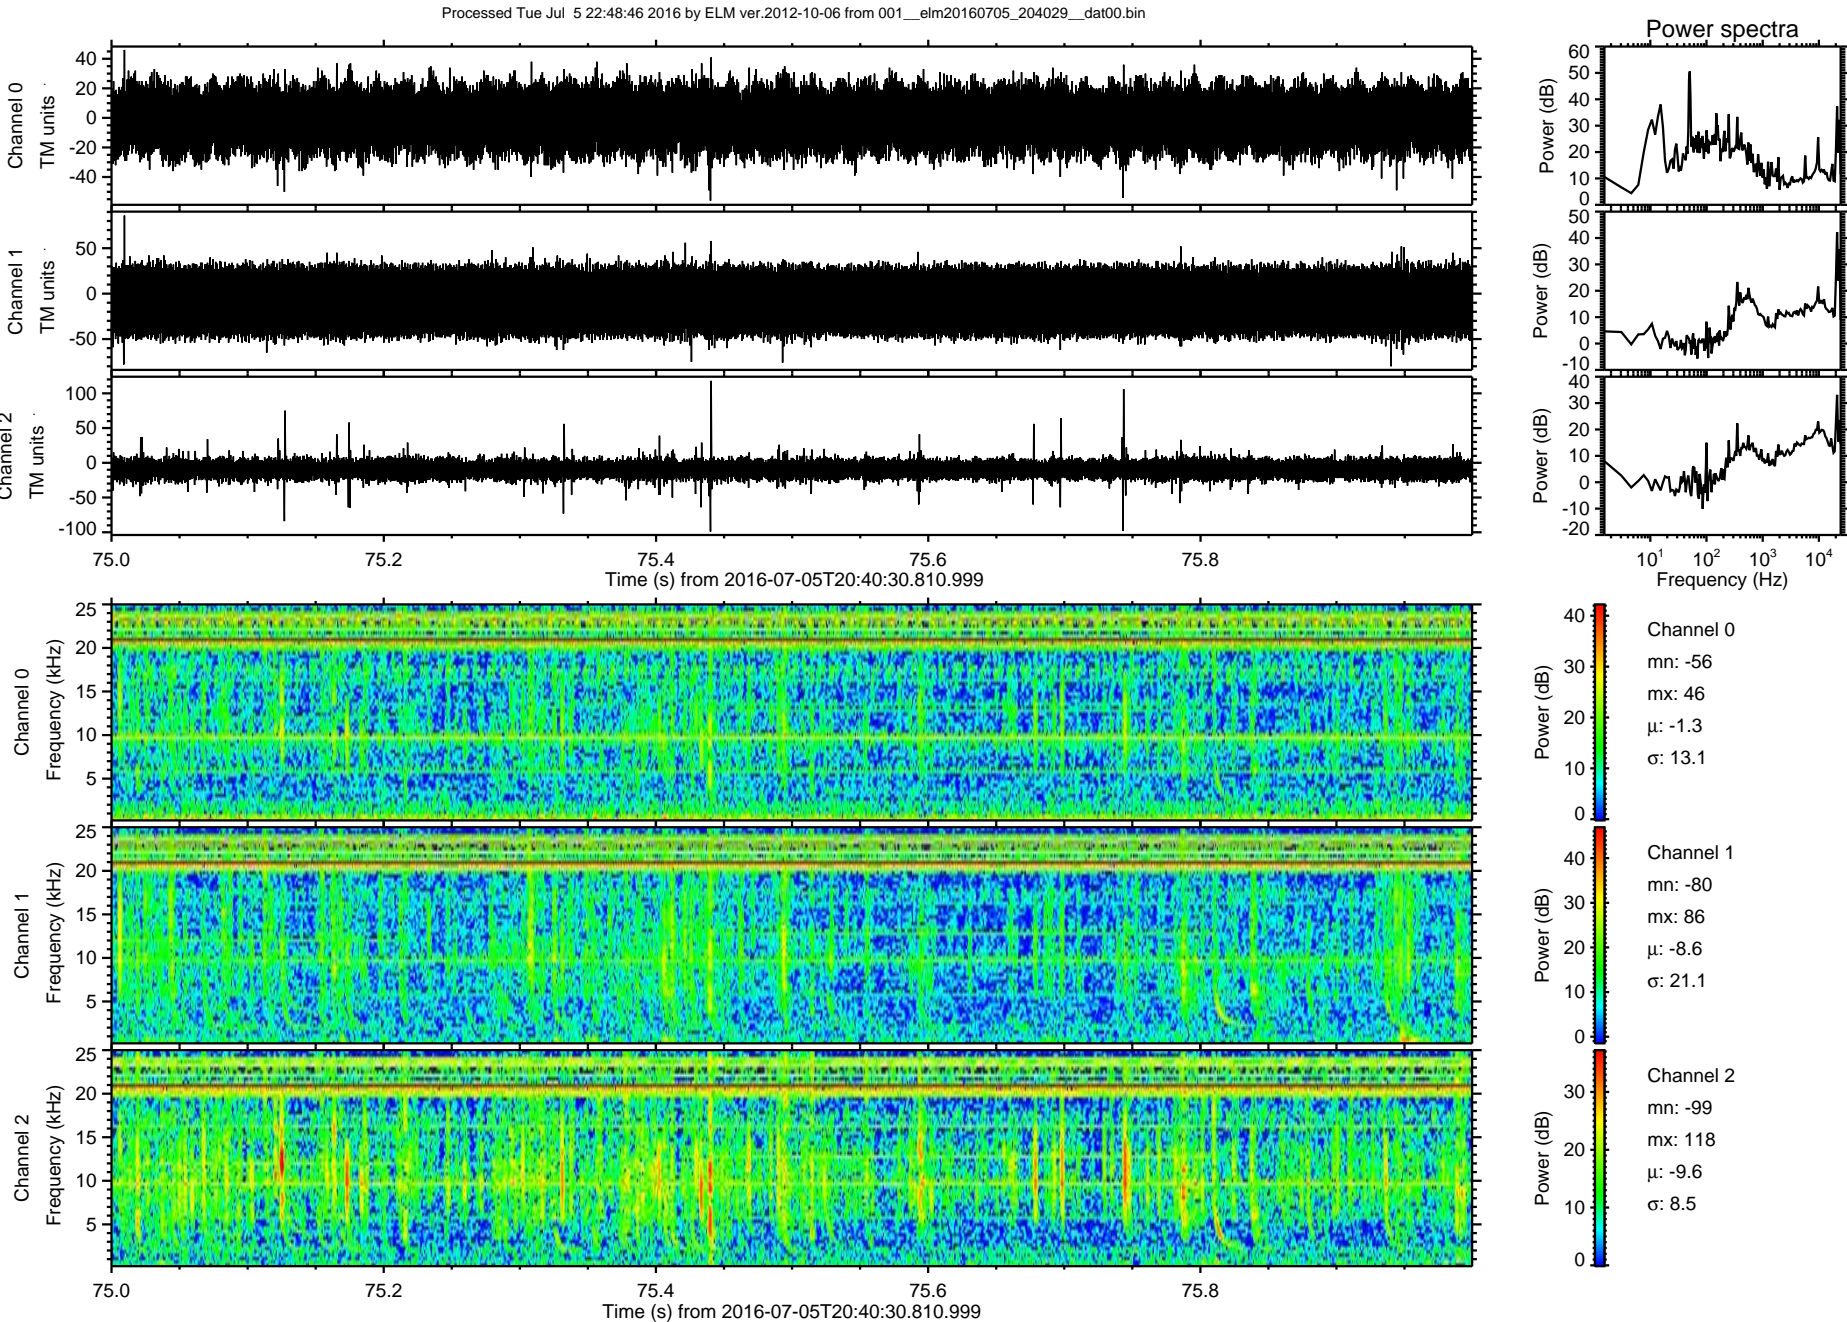 Processed Tue Jul  5 22:48:46 2016 by ELM ver.2012-10-06 from 001__elm20160705_204029__dat00.bin
Power spectra
Channel 0
TM units
40
20
0
-20
-40
Power (dB)
60
50
40
30
20
10
0
Channel 1
TM units
50
0
-50
Power (dB)
50
40
30
20
10
0
-10
Channel 2
TM units
100
50
0
-50
-100
Power (dB)
40
30
20
10
0
-10
-20
75.0 75.2 75.4 75.6 75.8
Time (s) from 2016-07-05T20:40:30.810.999
10^1 10^2 10^3 10^4
Frequency (Hz)
Channel 0
Frequency (kHz)
25
20
15
10
5
Power (dB)
40
30
20
10
0
Channel 0
mn: -56
mx: 46
μ: -1.3
σ: 13.1
Channel 1
Frequency (kHz)
25
20
15
10
5
Power (dB)
40
30
20
10
0
Channel 1
mn: -80
mx: 86
μ: -8.6
σ: 21.1
Channel 2
Frequency (kHz)
25
20
15
10
5
Power (dB)
30
20
10
0
Channel 2
mn: -99
mx: 118
μ: -9.6
σ: 8.5
75.0 75.2 75.4 75.6 75.8
Time (s) from 2016-07-05T20:40:30.810.999